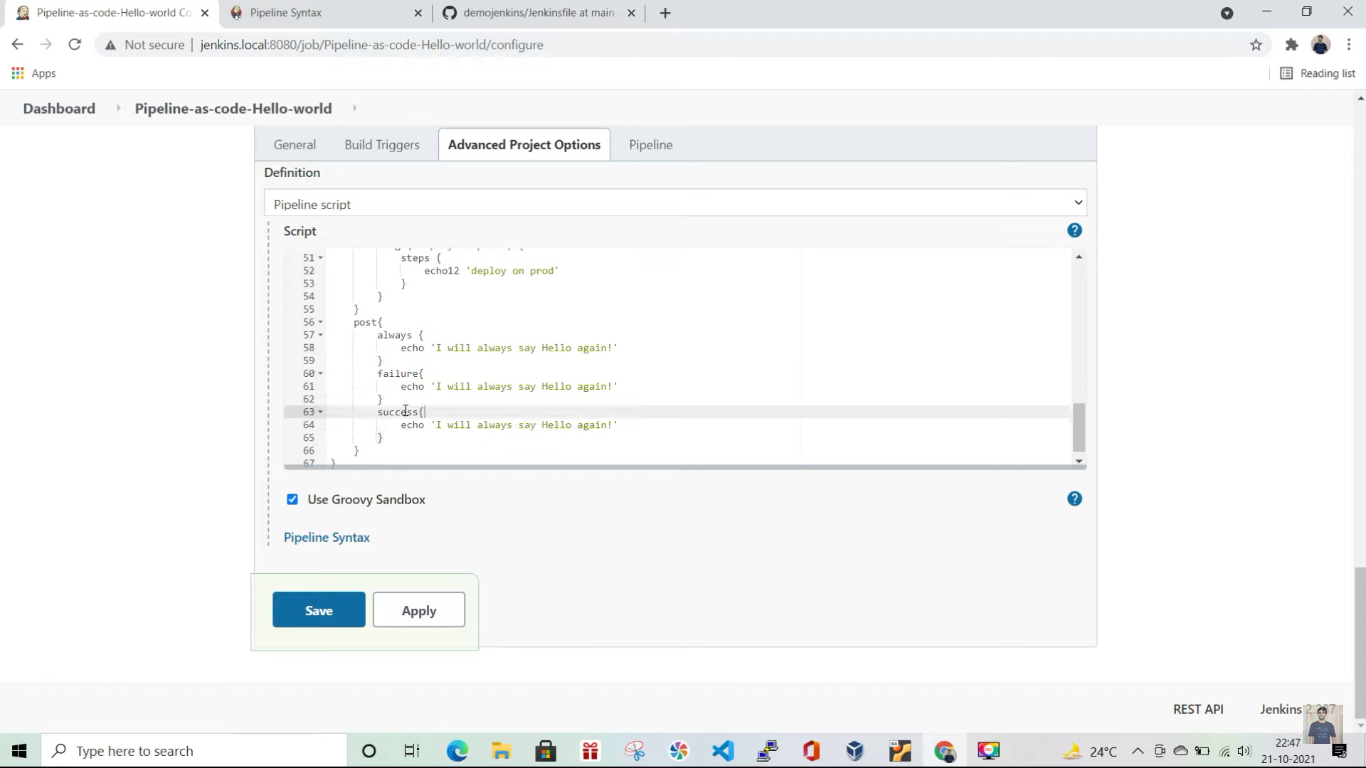 Pipeline-as-code-Hello-world Co
Pipeline Syntax
demojenkins/Jenkinsfile at main
Not secure
jenkins.local:8080/job/Pipeline-as-code-Hello-world/configure
Apps
Reading list
Dashboard
Pipeline-as-code-Hello-world
General
Build Triggers
Advanced Project Options
Pipeline
Definition
Pipeline script
Script
51 steps {
52 echo12 'deploy on prod'
53 }
54 }
55 }
56 post{
57 always {
58 echo 'I will always say Hello again!'
59 }
60 failure{
61 echo 'I will always say Hello again!'
62 }
63 success{
64 echo 'I will always say Hello again!'
65 }
66 }
67 }
Use Groovy Sandbox
Pipeline Syntax
Save
Apply
REST API
Jenkins
Type here to search
24°C
22:47
21-10-2021